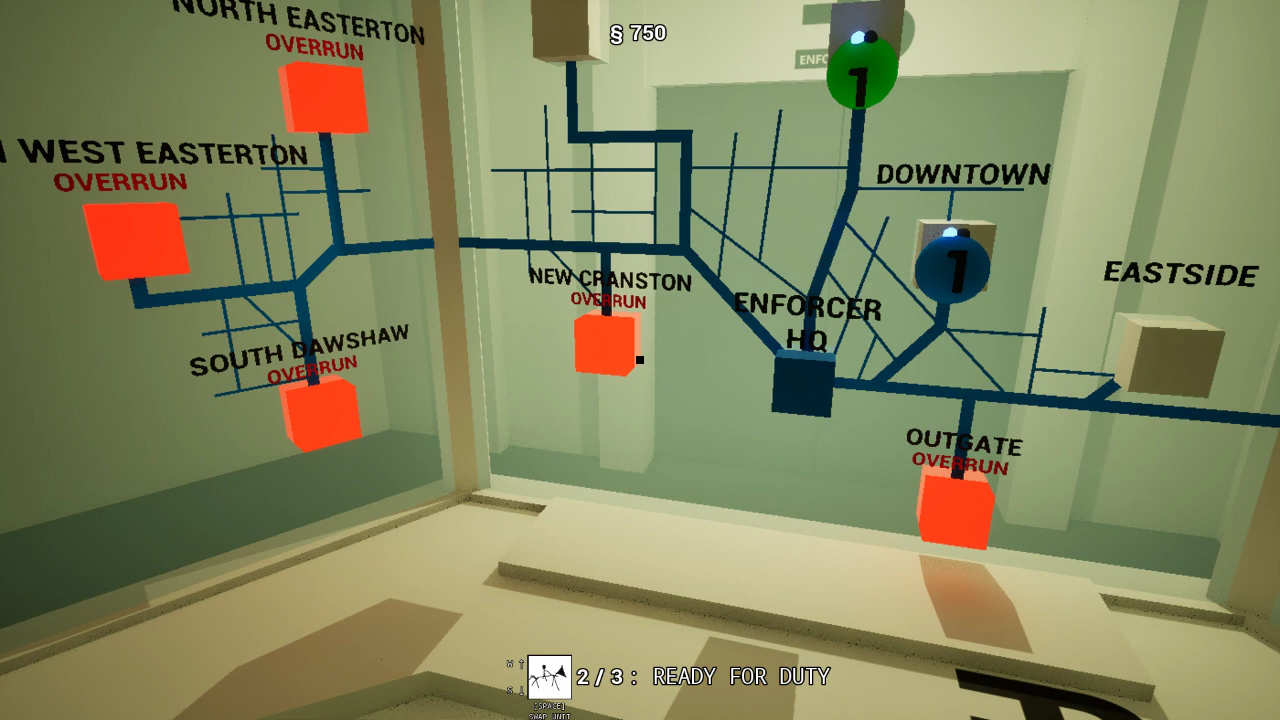 NORTH EASTERTON
OVERRUN
§ 750
ENFO
1
WEST EASTERTON
OVERRUN
DOWNTOWN
1
NEW CRANSTON
OVERRUN
EASTSIDE
ENFORCER
HQ
SOUTH DAWSHAW
OVERRUN
OUTGATE
OVERRUN
W ↑
S ↓
2 / 3 : READY FOR DUTY
[SPACE]
SWAP UNIT